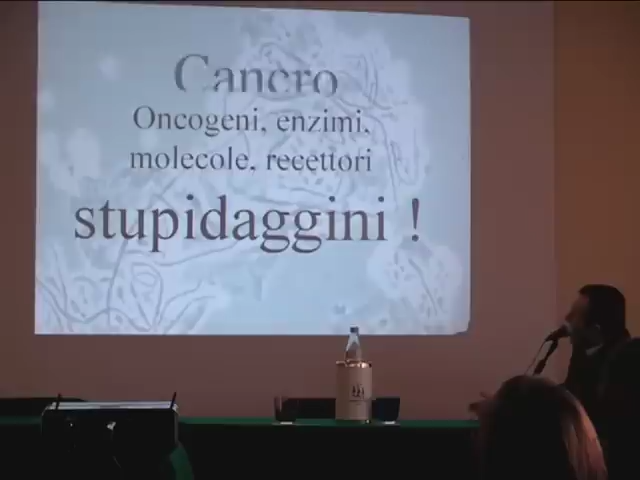 Cancro
Oncogeni, enzimi,
molecole, recettori
stupidaggini !